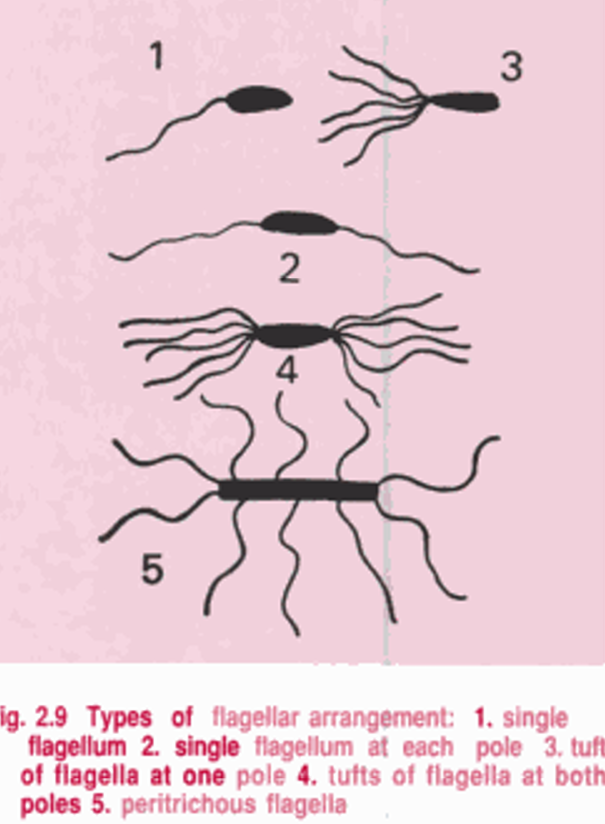 1
3
2
4
5
ig. 2.9 Types of flagellar arrangement: 1. single
flagellum 2. single flagellum at each pole 3. tuft
of flagella at one pole 4. tufts of flagella at both
poles 5. peritrichous flagella